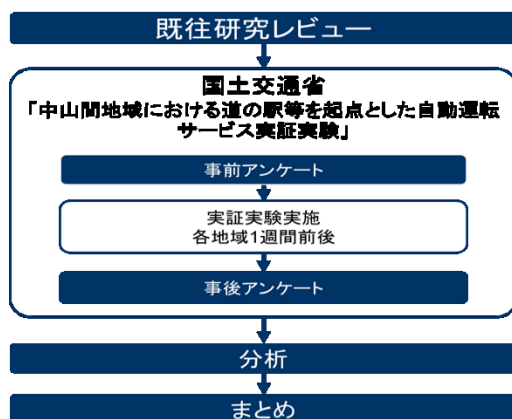 既往研究レビュー
国土交通省
「中山間地域における道の駅等を起点とした自動運転
サービス実証実験」
事前アンケート
実証実験実施
各地域1週間前後
事後アンケート
分析
まとめ